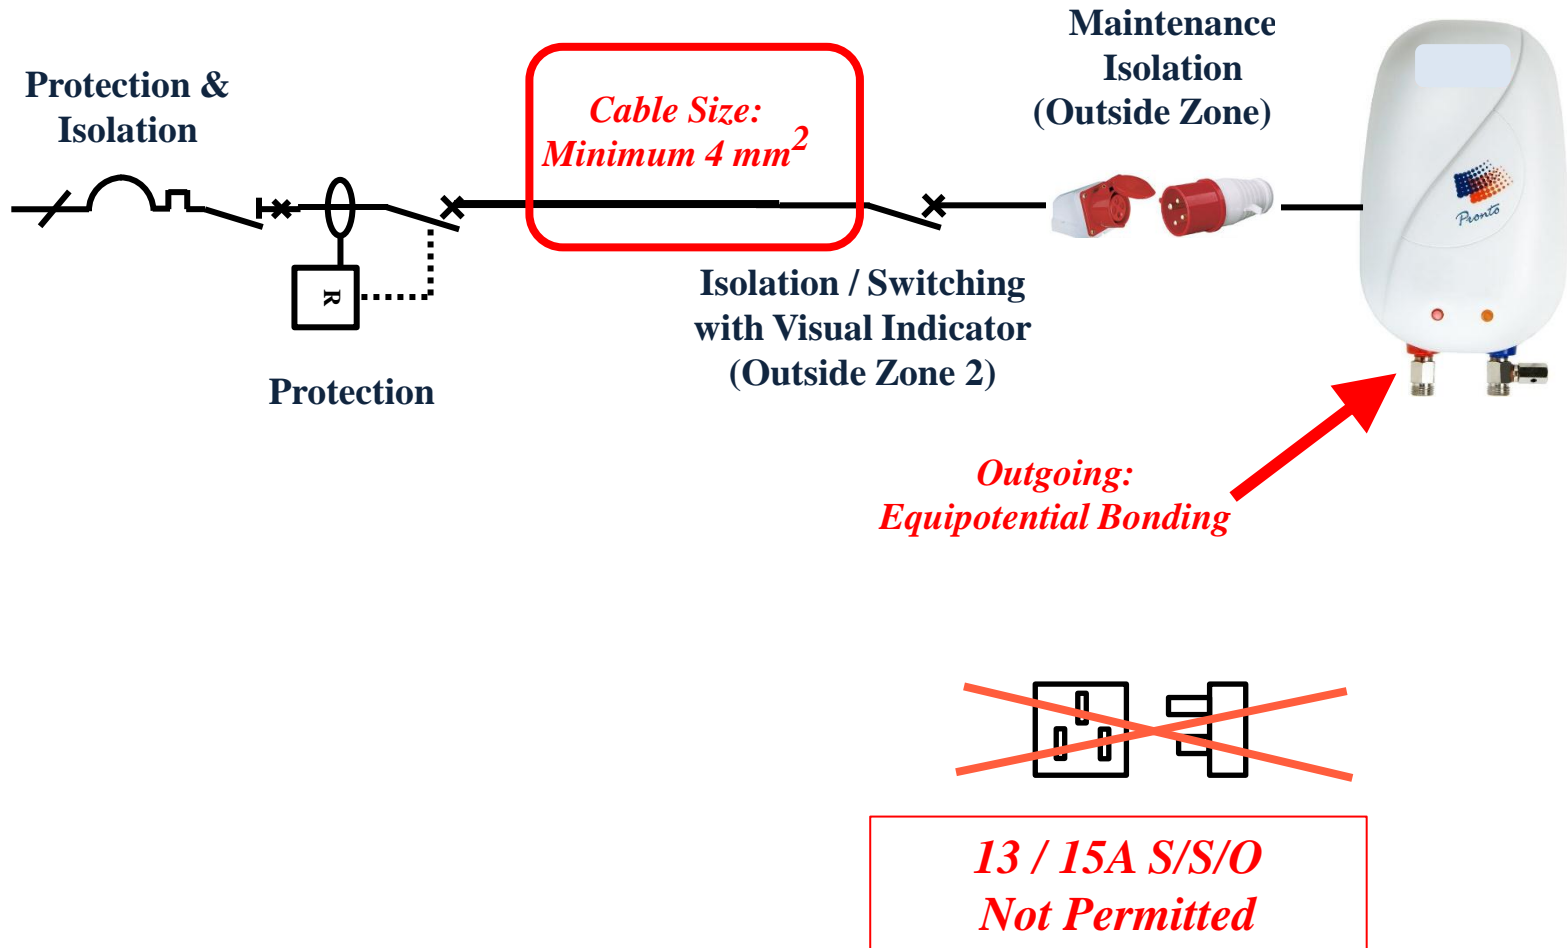 Protection &
Isolation
Cable Size:
Minimum 4 mm²
Maintenance
Isolation
(Outside Zone)
R
Protection
Isolation / Switching
with Visual Indicator
(Outside Zone 2)
Pronto
Outgoing:
Equipotential Bonding
13 / 15A S/S/O
Not Permitted